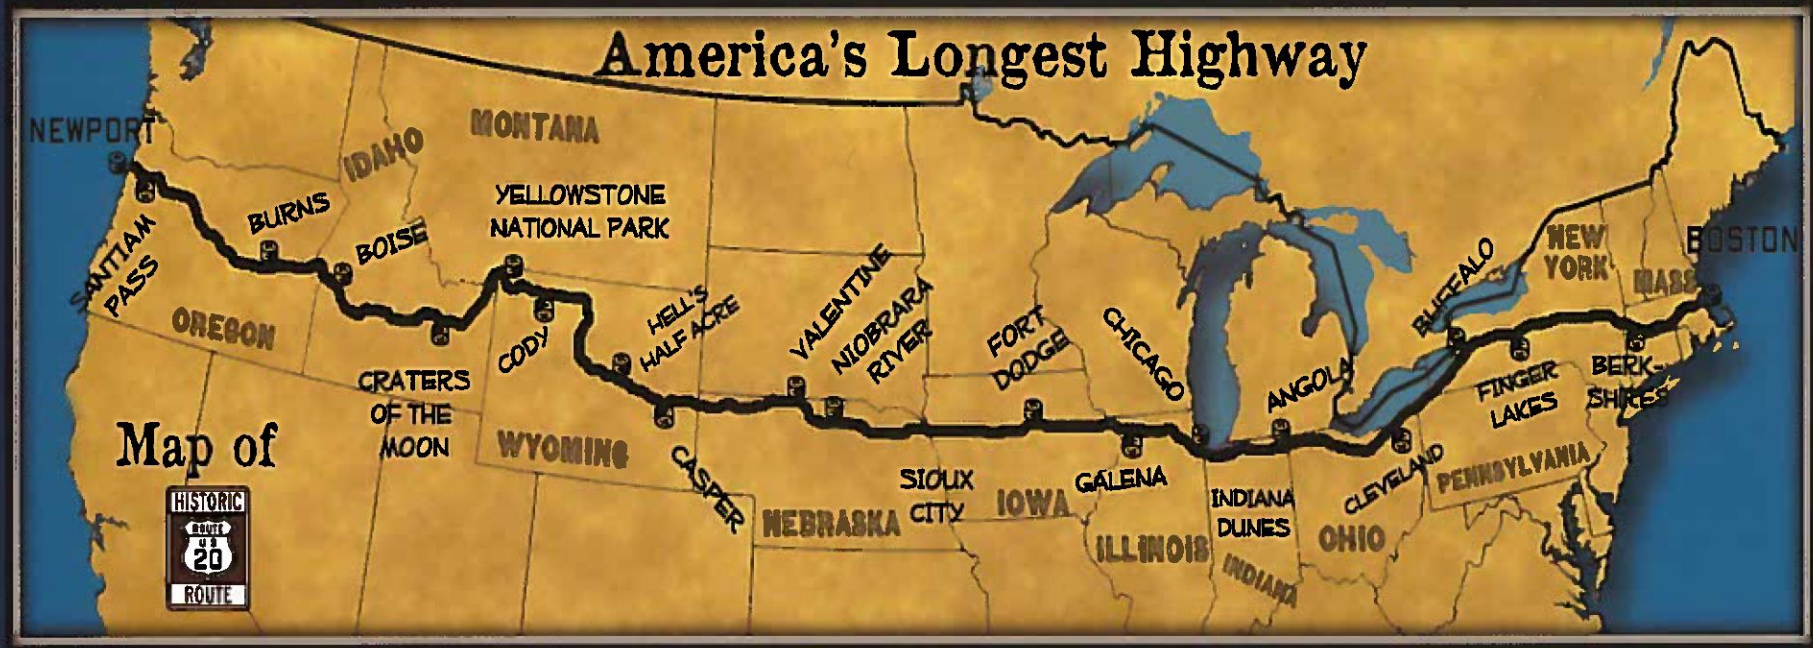 America's Longest Highway
NEWPORT
IDAHO
MONTANA
YELLOWSTONE
NATIONAL PARK
BURNS
BOISE
SANTIAM
PASS
OREGON
CRATERS
OF THE
MOON
CODY
HELL'S
HALF ACRE
WYOMING
CASPER
VALENTINE
NIOBRARA
RIVER
NEBRASKA
SIOUX
CITY
FORT
DODGE
IOWA
CHICAGO
GALENA
ILLINOIS
INDIANA
DUNES
INDIANA
ANGOLA
OHIO
CLEVELAND
BUFFALO
NEW
YORK
FINGER
LAKES
PENNSYLVANIA
MASS
BERK-
SHIRES
BOSTON
Map of
HISTORIC
ROUTE
US
20
ROUTE